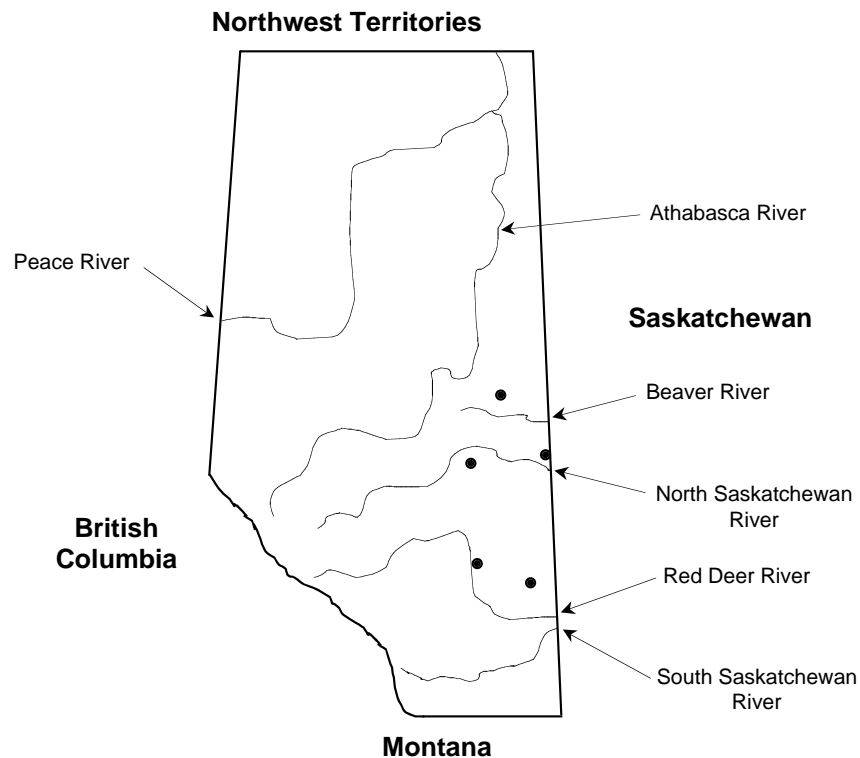 Northwest Territories
Athabasca River
Peace River
Saskatchewan
Beaver River
North Saskatchewan
River
British
Columbia
Red Deer River
South Saskatchewan
River
Montana